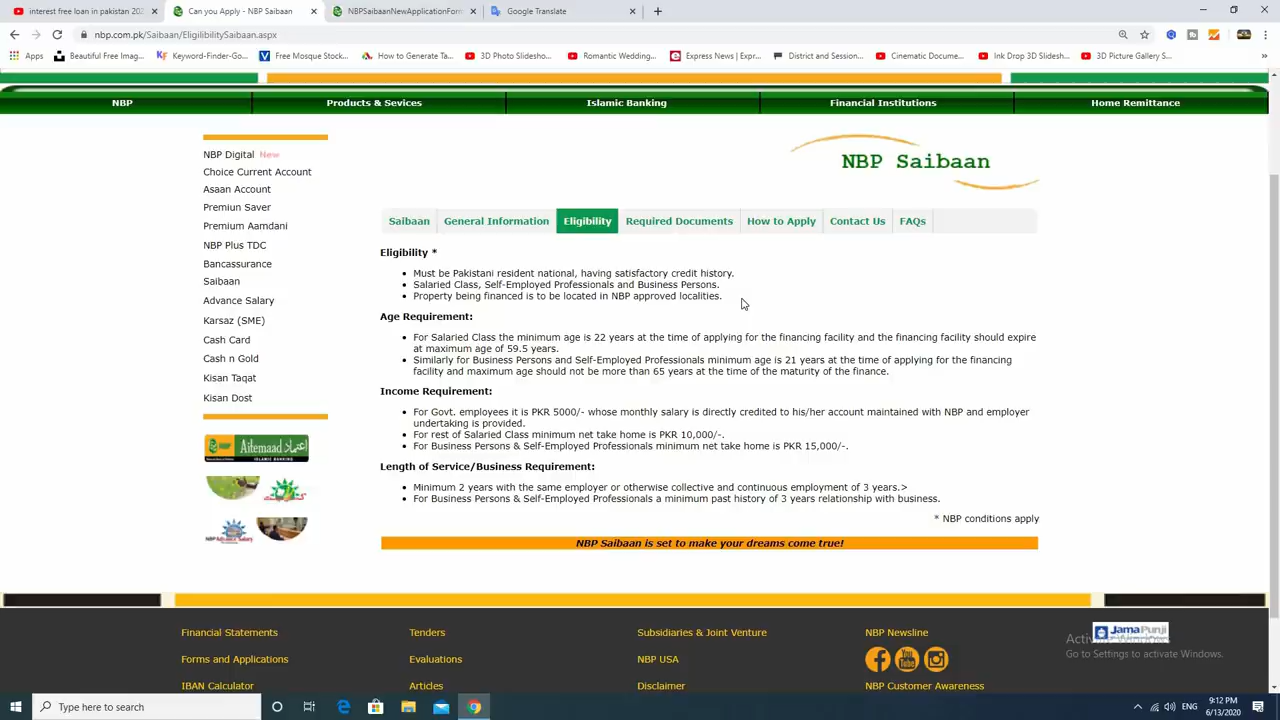 interest free loan in pakistan 202
Can you Apply - NBP Saibaan
NBPSaibaanNewApplicationForm
Google Translate
nbp.com.pk/Saibaan/EligilibitySaibaan.aspx
Apps
Beautiful Free Imag...
Keyword-Finder-Go...
Free Mosque Stock...
How to Generate Ta...
3D Photo Slidesho...
Romantic Wedding...
Express News | Expr...
District and Session...
Cinematic Docume...
Ink Drop 3D Slidesh...
3D Picture Gallery S...
NBP
Products & Sevices
Islamic Banking
Financial Institutions
Home Remittance
NBP Digital New
Choice Current Account
Asaan Account
Premiun Saver
Premium Aamdani
NBP Plus TDC
Bancassurance
Saibaan
Advance Salary
Karsaz (SME)
Cash Card
Cash n Gold
Kisan Taqat
Kisan Dost
Aitemaad اعتماد
ISLAMIC BANKING
NBP Saibaan
Saibaan
General Information
Eligibility
Required Documents
How to Apply
Contact Us
FAQs
Eligibility *
Must be Pakistani resident national, having satisfactory credit history.
Salaried Class, Self-Employed Professionals and Business Persons.
Property being financed is to be located in NBP approved localities.
Age Requirement:
For Salaried Class the minimum age is 22 years at the time of applying for the financing facility and the financing facility should expire
at maximum age of 59.5 years.
Similarly for Business Persons and Self-Employed Professionals minimum age is 21 years at the time of applying for the financing
facility and maximum age should not be more than 65 years at the time of the maturity of the finance.
Income Requirement:
For Govt. employees it is PKR 5000/- whose monthly salary is directly credited to his/her account maintained with NBP and employer
undertaking is provided.
For rest of Salaried Class minimum net take home is PKR 10,000/-.
For Business Persons & Self-Employed Professionals minimum net take home is PKR 15,000/-.
Length of Service/Business Requirement:
Minimum 2 years with the same employer or otherwise collective and continuous employment of 3 years.>
For Business Persons & Self-Employed Professionals a minimum past history of 3 years relationship with business.
* NBP conditions apply
NBP Saibaan is set to make your dreams come true!
Financial Statements
Tenders
Subsidiaries & Joint Venture
NBP Newsline
Forms and Applications
Evaluations
NBP USA
IBAN Calculator
Articles
Disclaimer
NBP Customer Awareness
JamaPunji
Activate Windows
Go to Settings to activate Windows.
Type here to search
ENG
9:12 PM
6/13/2020